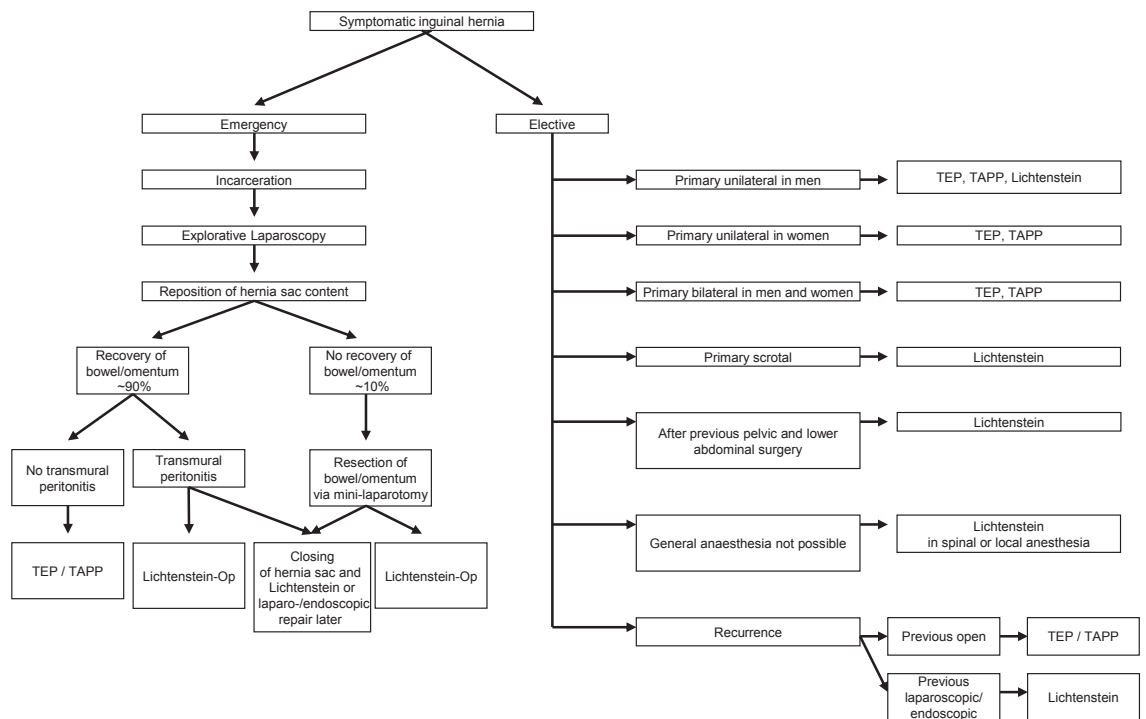 Symptomatic inguinal hernia
Emergency
Elective
Incarceration
Explorative Laparoscopy
Reposition of hernia sac content
Recovery of
bowel/omentum
~90%
No recovery of
bowel/omentum
~10%
No transmural
peritonitis
Transmural
peritonitis
Resection of
bowel/omentum
via mini-laparotomy
TEP / TAPP
Lichtenstein-Op
Closing
of hernia sac and
Lichtenstein or
laparo-/endoscopic
repair later
Lichtenstein-Op
Primary unilateral in men
TEP, TAPP, Lichtenstein
Primary unilateral in women
TEP, TAPP
Primary bilateral in men and women
TEP, TAPP
Primary scrotal
Lichtenstein
After previous pelvic and lower
abdominal surgery
Lichtenstein
General anaesthesia not possible
Lichtenstein
in spinal or local anesthesia
Recurrence
Previous open
TEP / TAPP
Previous
laparoscopic/
endoscopic
Lichtenstein